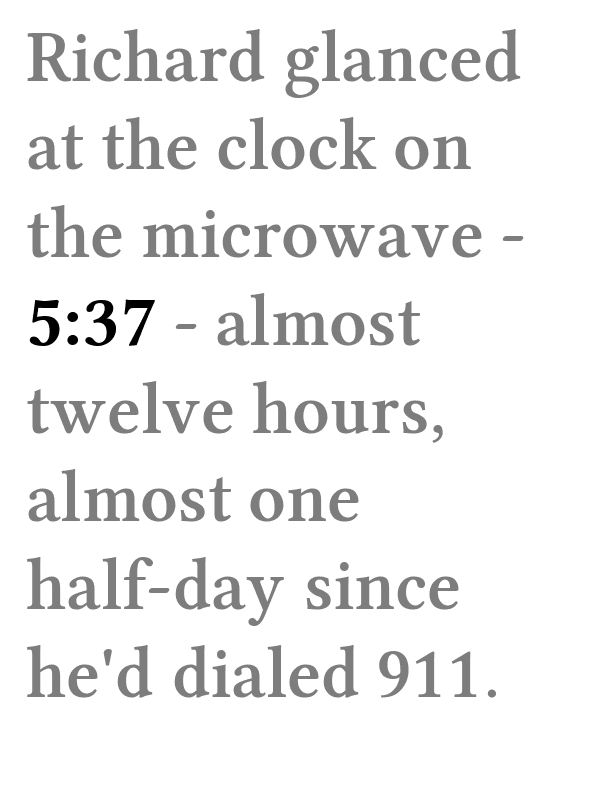 Richard glanced
at the clock on
the microwave -
5:37 - almost
twelve hours,
almost one
half-day since
he'd dialed 911.